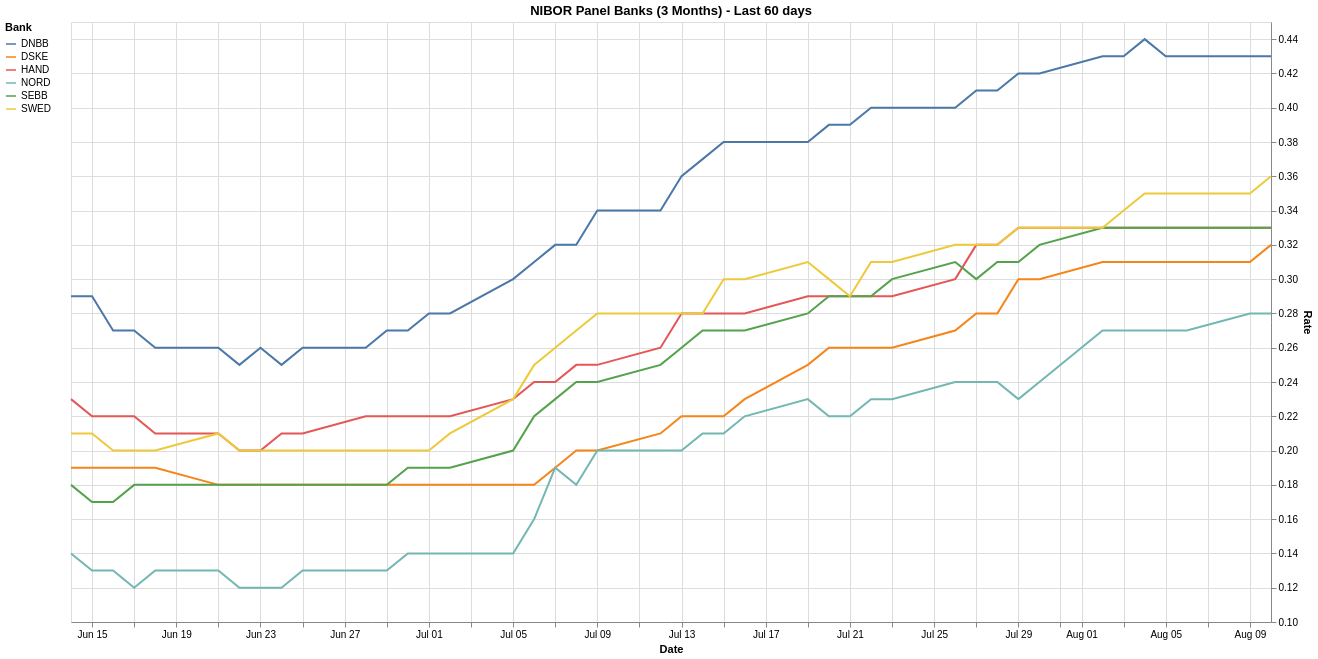 NIBOR Panel Banks (3 Months) - Last 60 days
Bank
DNBB
DSKE
HAND
NORD
SEBB
SWED
0.44
0.42
0.40
0.38
0.36
0.34
0.32
0.30
0.28
0.26
0.24
0.22
0.20
0.18
0.16
0.14
0.12
0.10
Rate
Jun 15 Jun 19 Jun 23 Jun 27 Jul 01 Jul 05 Jul 09 Jul 13 Jul 17 Jul 21 Jul 25 Jul 29 Aug 01 Aug 05 Aug 09
Date